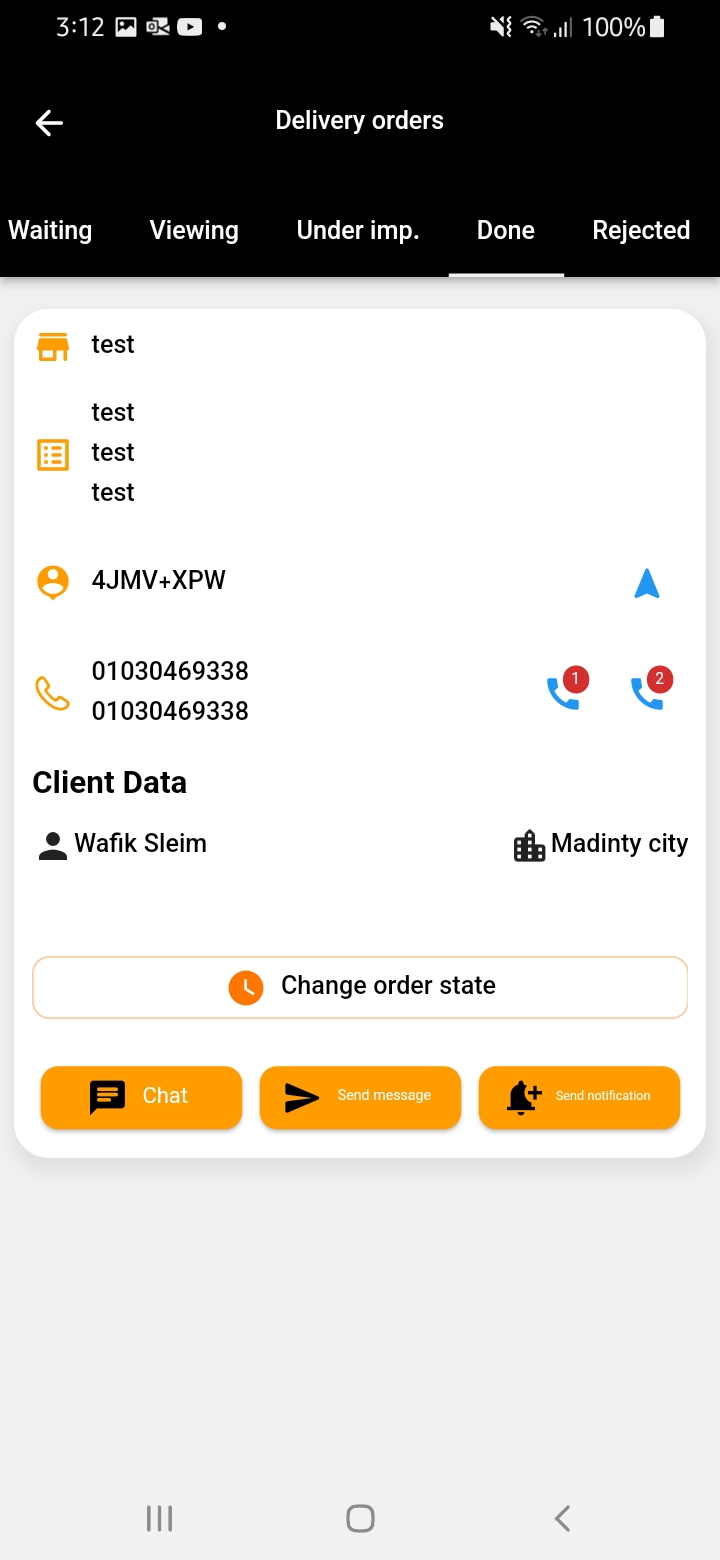 3:12 100%
Delivery orders
Waiting Viewing Under imp. Done Rejected
test
test
test
test
4JMV+XPW
01030469338
01030469338
1 2
Client Data
Wafik Sleim Madinty city
Change order state
Chat Send message Send notification